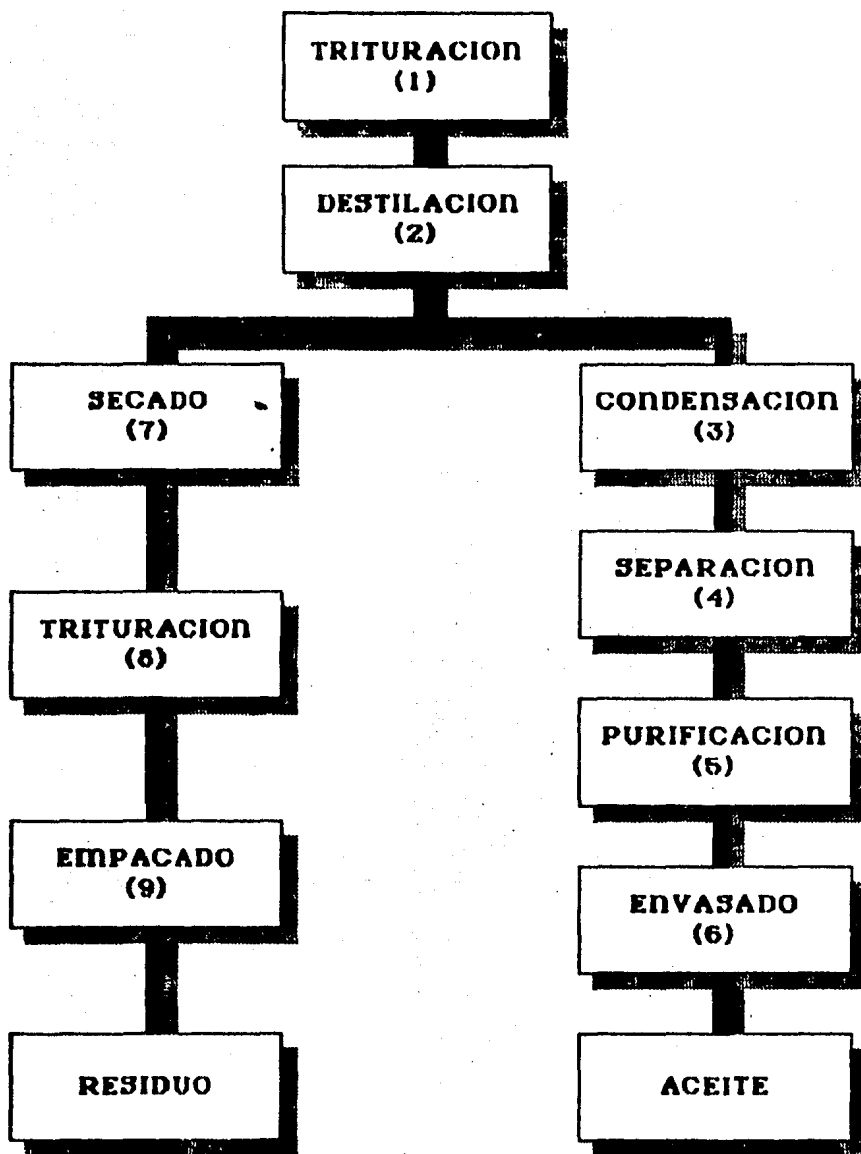 TRITURACION
(1)
DESTILACION
(2)
SECADO
(7)
TRITURACION
(8)
EMPACADO
(9)
RESIDUO
CONDENSACION
(3)
SEPARACION
(4)
PURIFICACION
(5)
ENVASADO
(6)
ACEITE